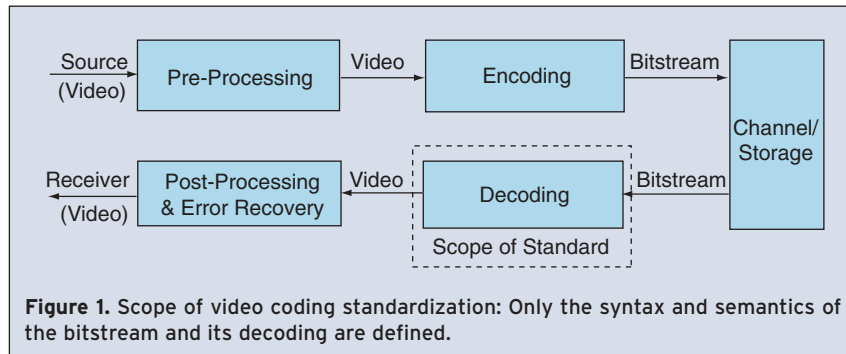 Source
(Video)
Pre-Processing
Video
Encoding
Bitstream
Channel/
Storage
Receiver
(Video)
Post-Processing
& Error Recovery
Video
Decoding
Bitstream
Scope of Standard
Figure 1. Scope of video coding standardization: Only the syntax and semantics of
the bitstream and its decoding are defined.